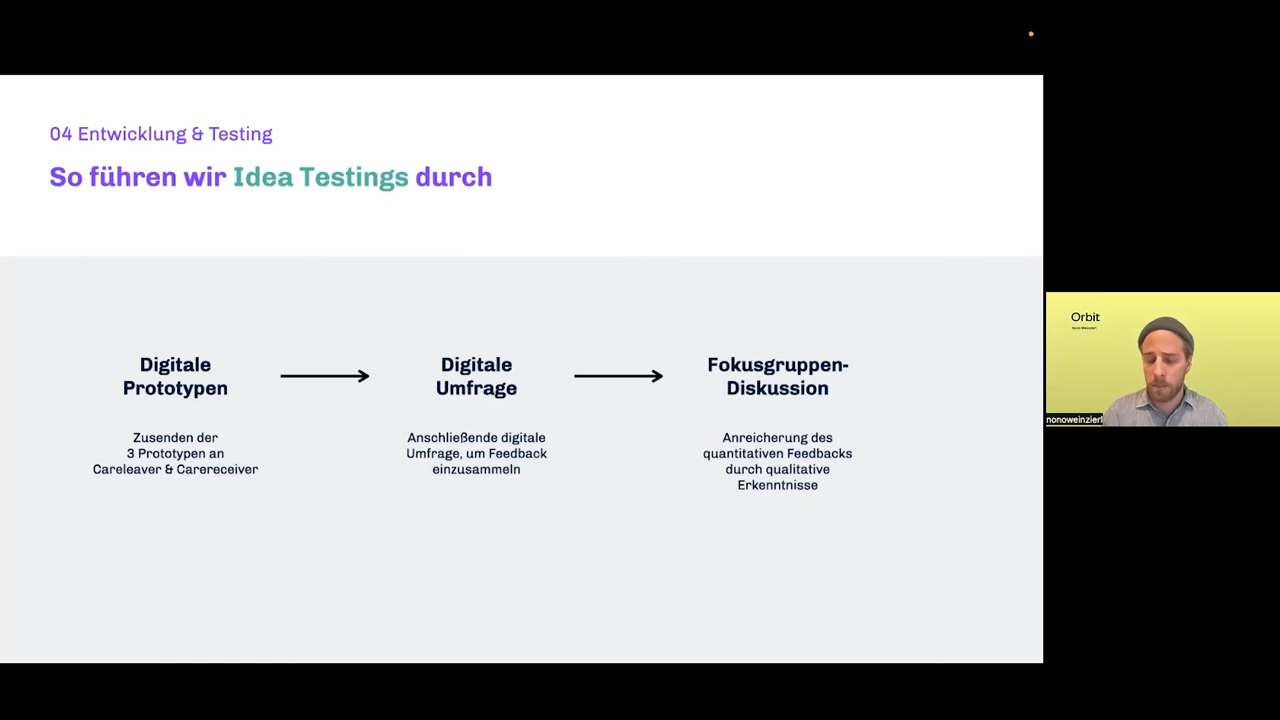 04 Entwicklung & Testing
So führen wir Idea Testings durch
Digitale
Prototypen
Zusenden der
3 Prototypen an
Careleaver & Carereceiver
Digitale
Umfrage
Anschließende digitale
Umfrage, um Feedback
einzusammeln
Fokusgruppen-
Diskussion
Anreicherung des
quantitativen Feedbacks
durch qualitative
Erkenntnisse
Orbit
nonoweinzierl